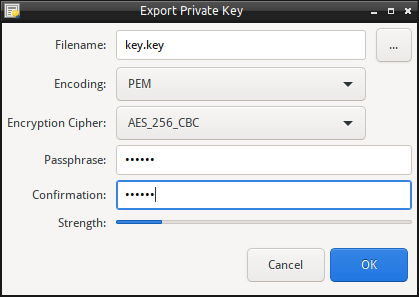 Export Private Key
Filename: key.key ...
Encoding: PEM
Encryption Cipher: AES_256_CBC
Passphrase: ••••••
Confirmation: ••••••
Strength:
Cancel OK